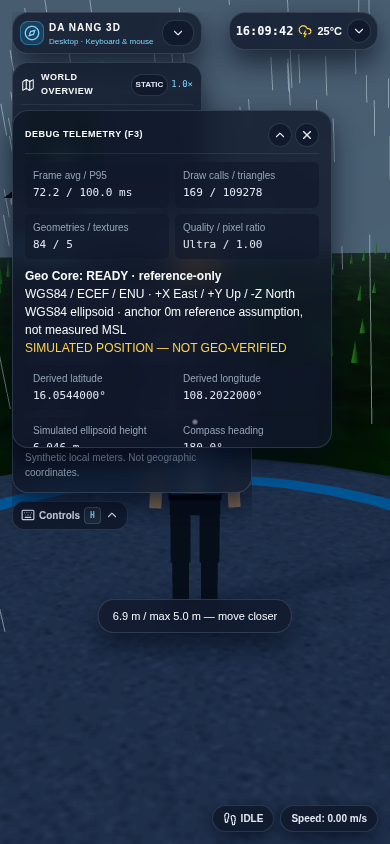 DA NANG 3D
Desktop · Keyboard & mouse
16:09:42
25°C
WORLD
OVERVIEW
STATIC
1.0×
DEBUG TELEMETRY (F3)
Frame avg / P95
72.2 / 100.0 ms
Draw calls / triangles
169 / 109278
Geometries / textures
84 / 5
Quality / pixel ratio
Ultra / 1.00
Geo Core: READY · reference-only
WGS84 / ECEF / ENU · +X East / +Y Up / -Z North
WGS84 ellipsoid · anchor 0m reference assumption,
not measured MSL
SIMULATED POSITION — NOT GEO-VERIFIED
Derived latitude
16.0544000°
Derived longitude
108.2022000°
Simulated ellipsoid height
6.046 m
Compass heading
180.0°
Synthetic local meters. Not geographic
coordinates.
Controls H
6.9 m / max 5.0 m — move closer
IDLE
Speed: 0.00 m/s